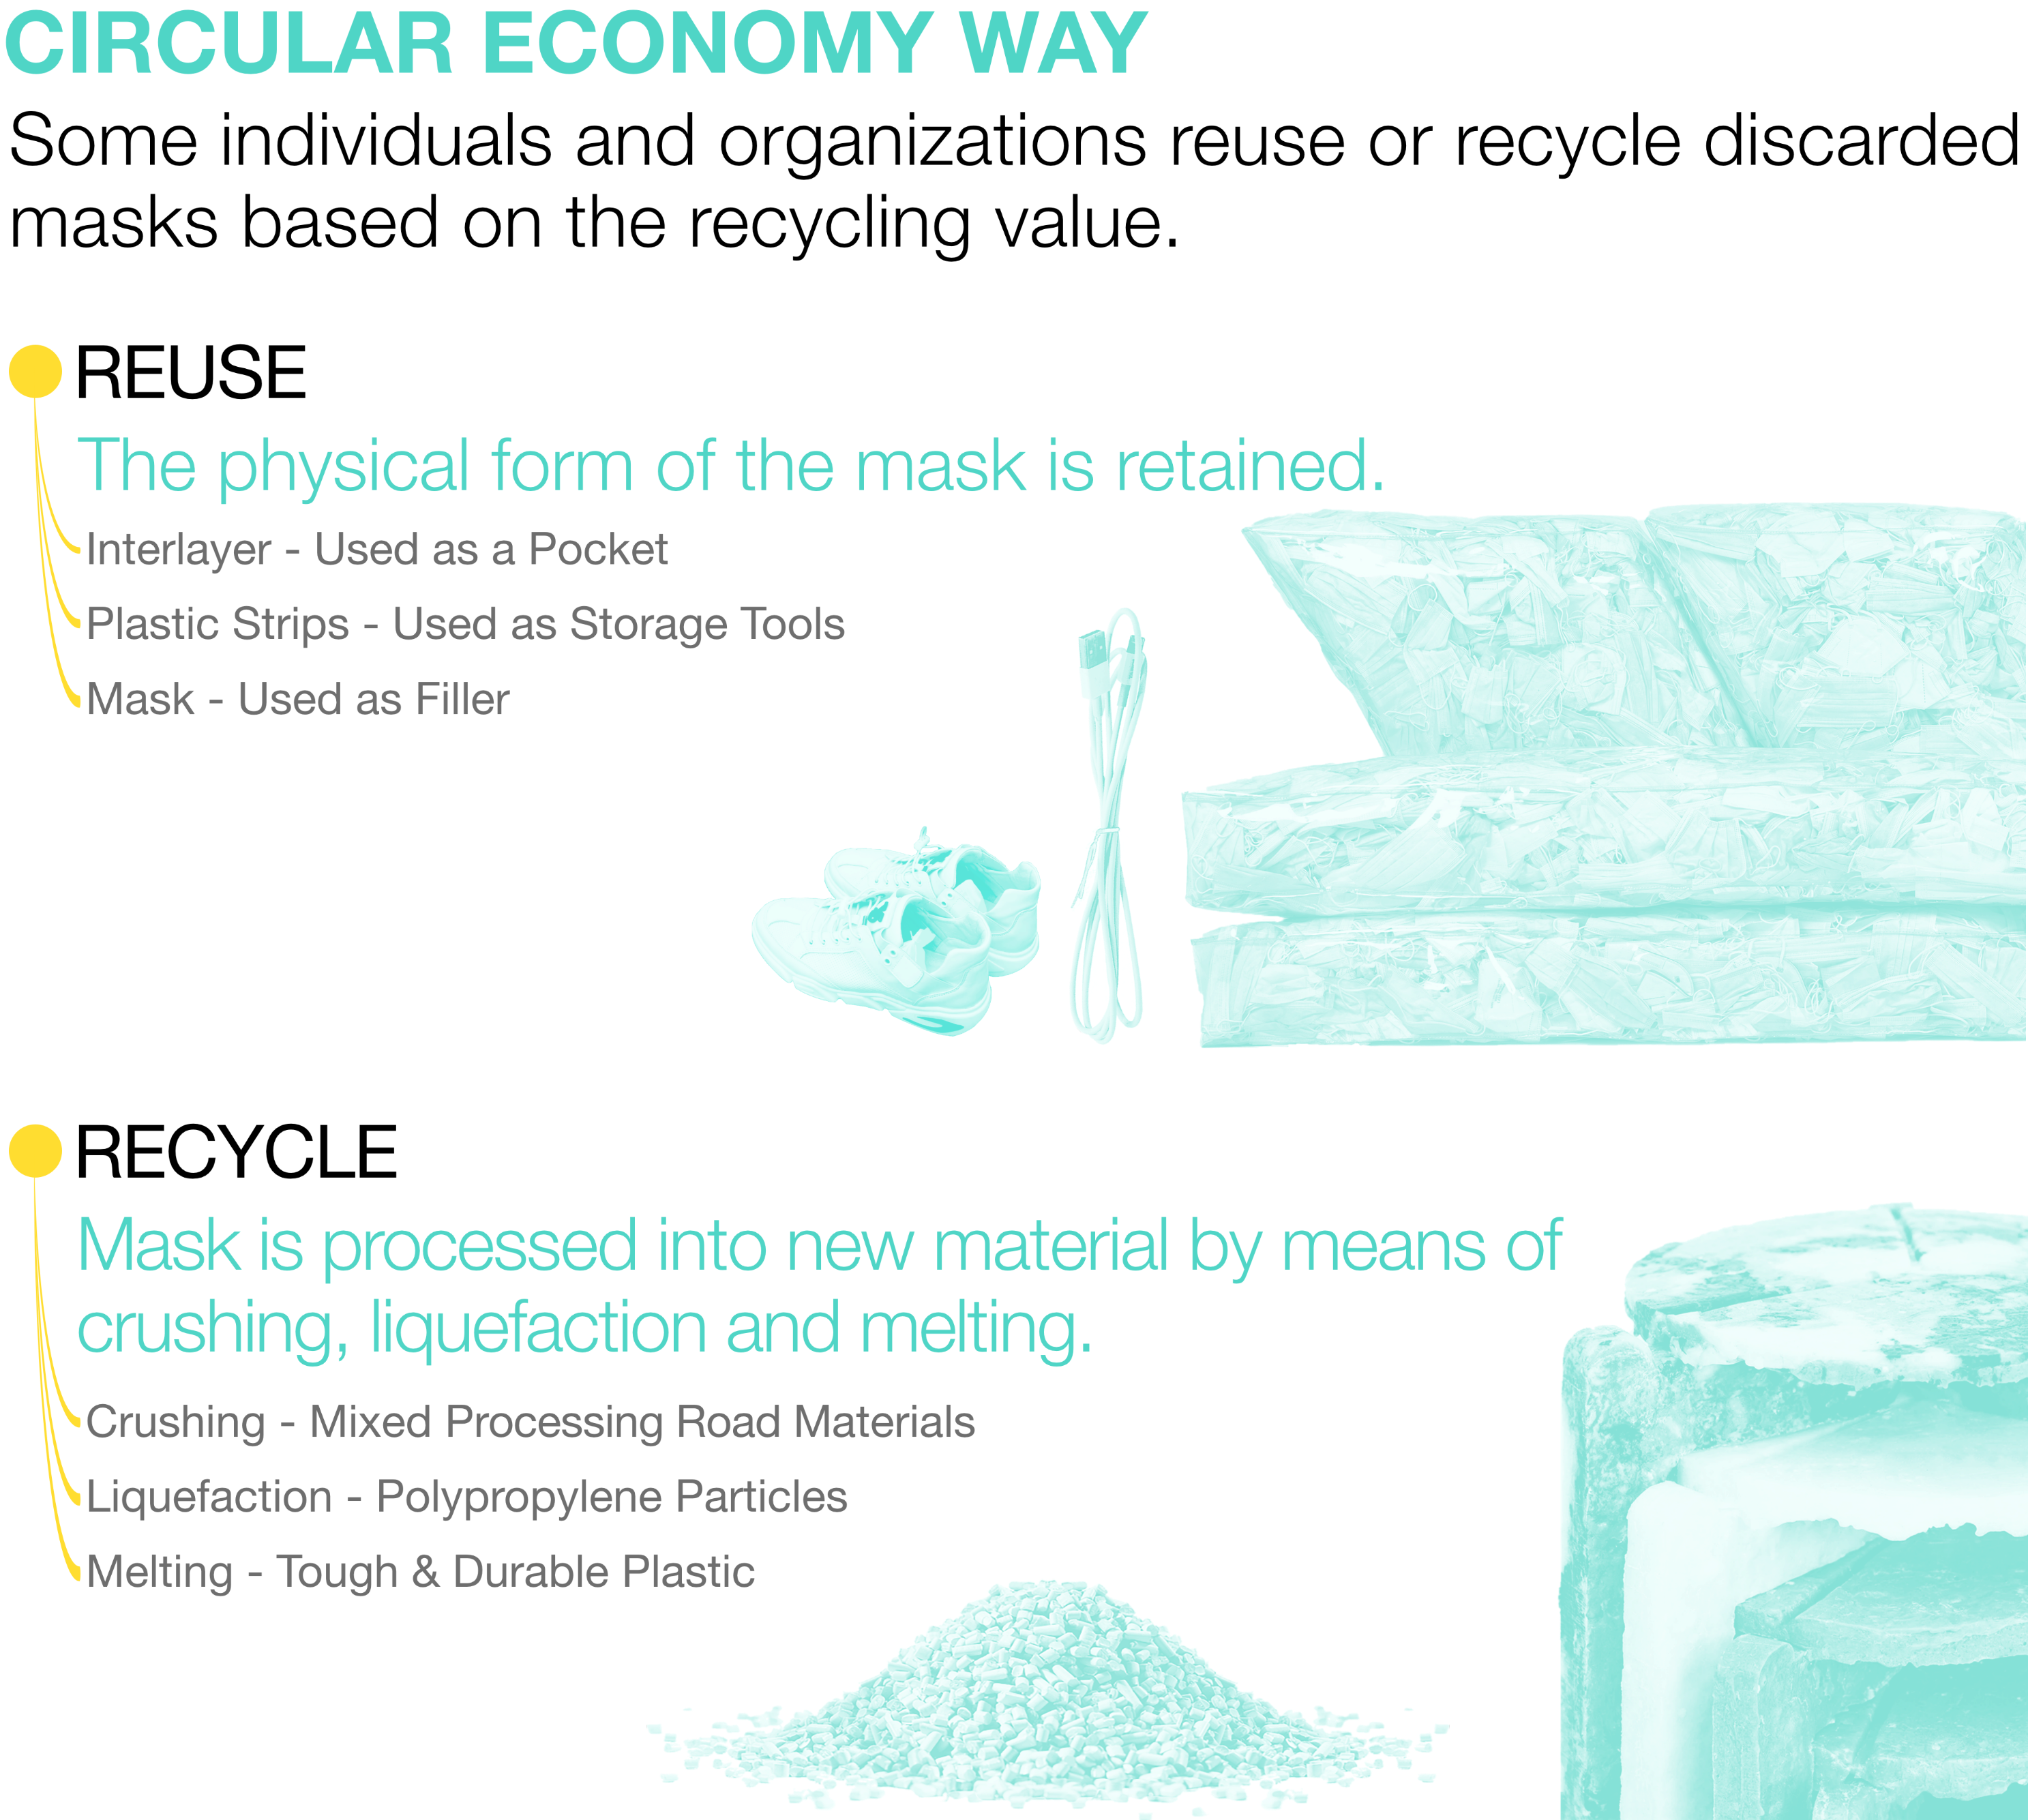 CIRCULAR ECONOMY WAY
Some individuals and organizations reuse or recycle discarded
masks based on the recycling value.
REUSE
The physical form of the mask is retained.
Interlayer - Used as a Pocket
Plastic Strips - Used as Storage Tools
Mask - Used as Filler
RECYCLE
Mask is processed into new material by means of
crushing, liquefaction and melting.
Crushing - Mixed Processing Road Materials
Liquefaction - Polypropylene Particles
Melting - Tough & Durable Plastic